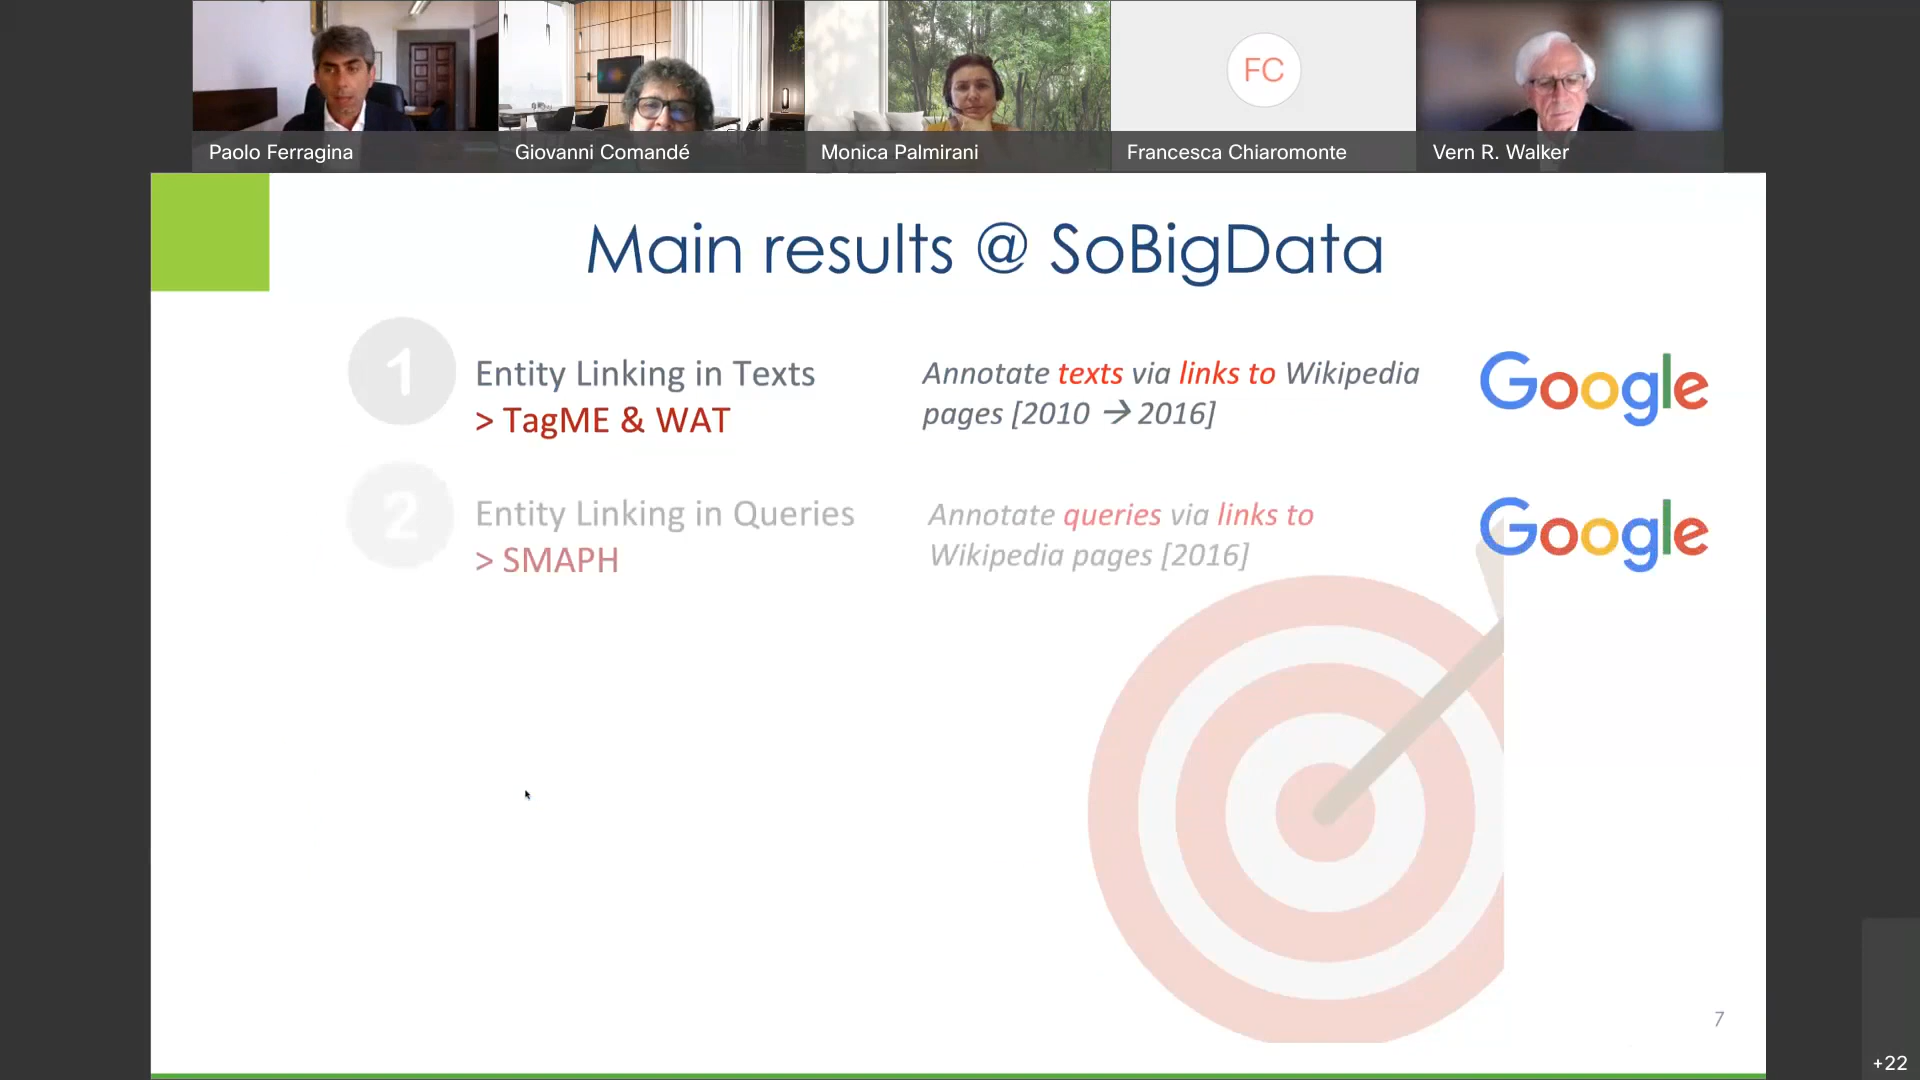 Paolo Ferragina
Giovanni Comandé
Monica Palmirani
FC
Francesca Chiaromonte
Vern R. Walker
Main results @ SoBigData
1
Entity Linking in Texts
> TagME & WAT
Annotate texts via links to Wikipedia
pages [2010 → 2016]
Google
2
Entity Linking in Queries
> SMAPH
Annotate queries via links to
Wikipedia pages [2016]
Google
7
+22